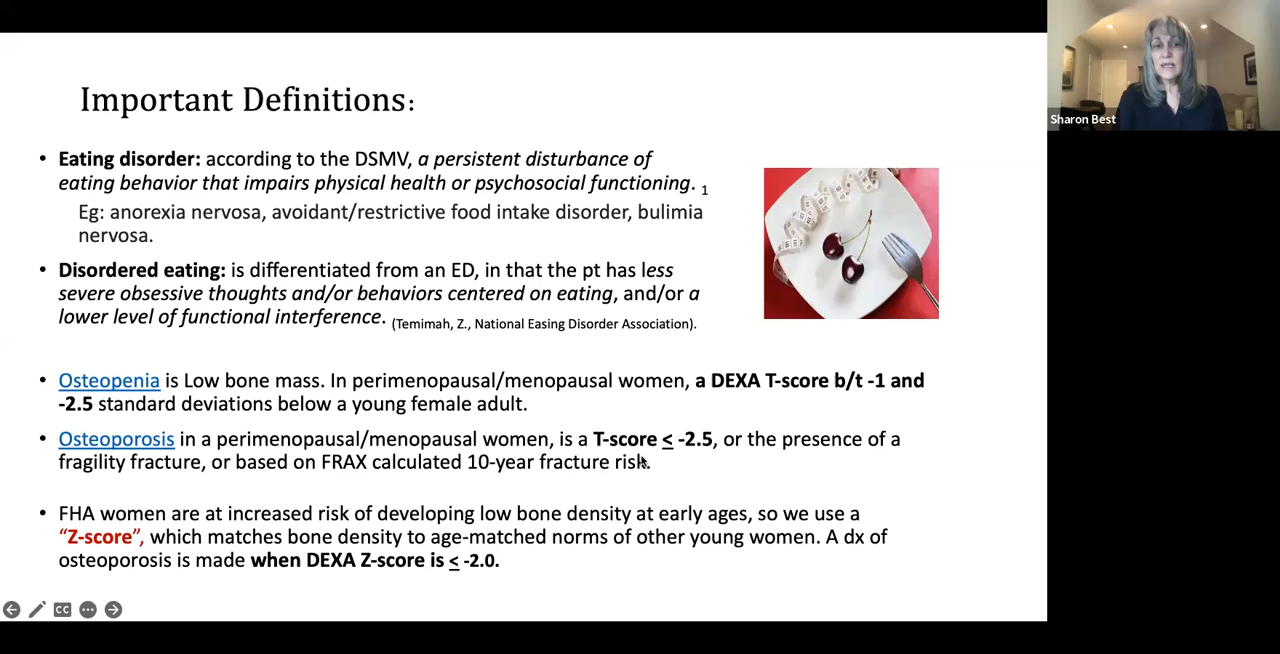 Important Definitions:
• Eating disorder: according to the DSMV, a persistent disturbance of
eating behavior that impairs physical health or psychosocial functioning. 1
Eg: anorexia nervosa, avoidant/restrictive food intake disorder, bulimia
nervosa.
• Disordered eating: is differentiated from an ED, in that the pt has less
severe obsessive thoughts and/or behaviors centered on eating, and/or a
lower level of functional interference. (Temimah, Z., National Easing Disorder Association).
• Osteopenia is Low bone mass. In perimenopausal/menopausal women, a DEXA T-score b/t -1 and
-2.5 standard deviations below a young female adult.
• Osteoporosis in a perimenopausal/menopausal women, is a T-score < -2.5, or the presence of a
fragility fracture, or based on FRAX calculated 10-year fracture risk.
• FHA women are at increased risk of developing low bone density at early ages, so we use a
“Z-score”, which matches bone density to age-matched norms of other young women. A dx of
osteoporosis is made when DEXA Z-score is < -2.0.
CC
Sharon Best